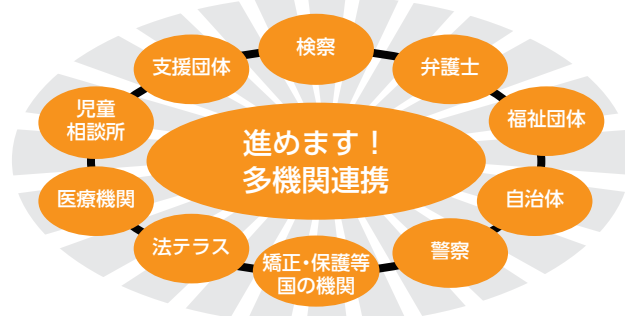 検察
支援団体
弁護士
児童
相談所
福祉団体
進めます！
多機関連携
医療機関
自治体
法テラス
警察
矯正・保護等
国の機関